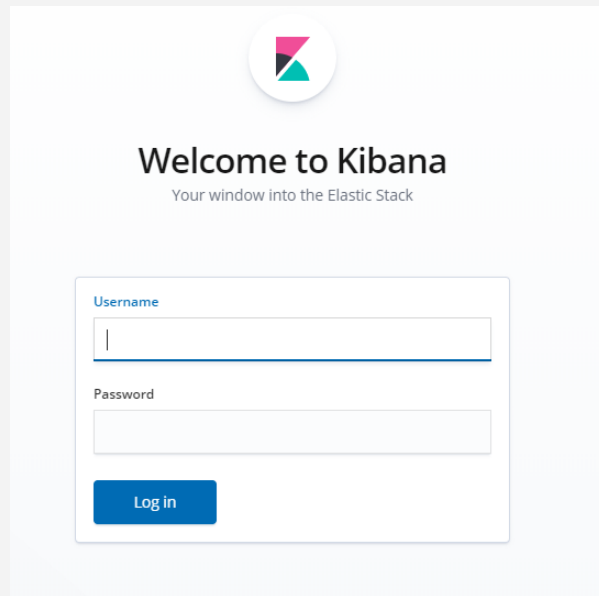 Welcome to Kibana
Your window into the Elastic Stack
Username
Password
Log in